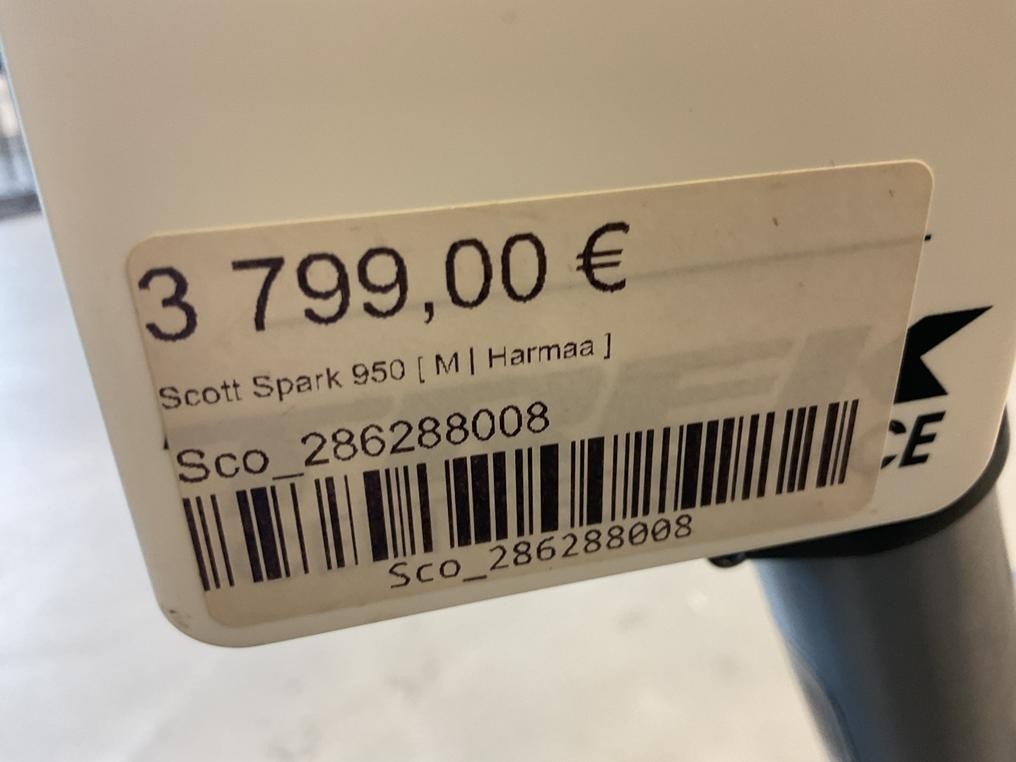 3 799,00 €
Scott Spark 950 [ M | Harmaa ]
Sco_286288008
Sco_286288008